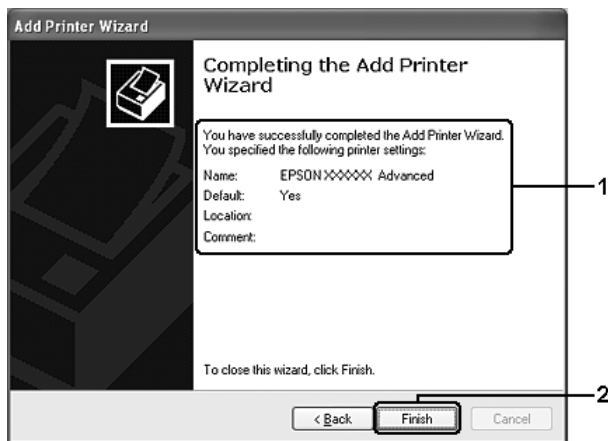 Add Printer Wizard
Completing the Add Printer
Wizard
You have successfully completed the Add Printer Wizard.
You specified the following printer settings:
Name: EPSON XXXXXX Advanced
Default: Yes
Location:
Comment:
1
To close this wizard, click Finish.
2
< Back Finish Cancel